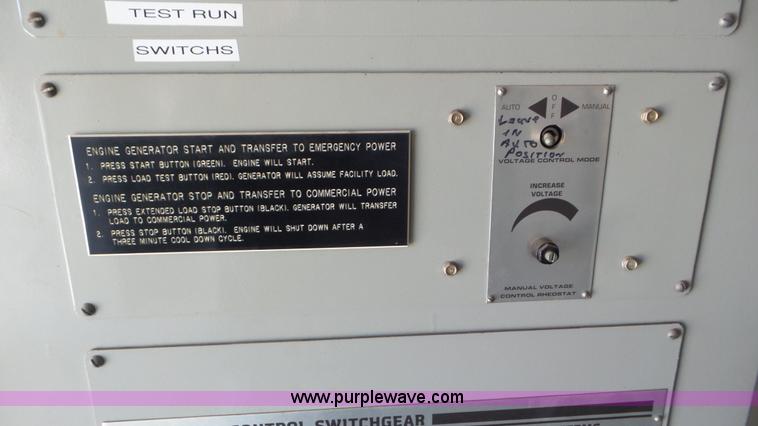 TEST RUN
SWITCHS
AUTO OFF MANUAL
Leave
IN
AUTO
POSITION
VOLTAGE CONTROL MODE
ENGINE GENERATOR START AND TRANSFER TO EMERGENCY POWER
1. PRESS START BUTTON (GREEN). ENGINE WILL START.
2. PRESS LOAD TEST BUTTON (RED). GENERATOR WILL ASSUME FACILITY LOAD.
ENGINE GENERATOR STOP AND TRANSFER TO COMMERCIAL POWER
1. PRESS EXTENDED LOAD STOP BUTTON (BLACK). GENERATOR WILL TRANSFER
LOAD TO COMMERCIAL POWER.
2. PRESS STOP BUTTON (BLACK). ENGINE WILL SHUT DOWN AFTER A
THREE MINUTE COOL DOWN CYCLE.
INCREASE
VOLTAGE
MANUAL VOLTAGE
CONTROL RHEOSTAT
www.purplewave.com
CONTROL SWITCHGEAR